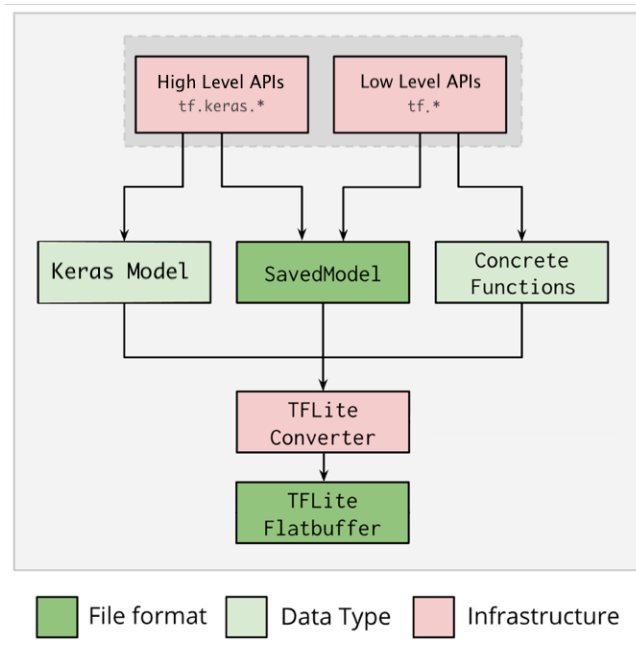 High Level APIs
tf.keras.*
Low Level APIs
tf.*
Keras Model
SavedModel
Concrete
Functions
TFLite
Converter
TFLite
Flatbuffer
File format
Data Type
Infrastructure